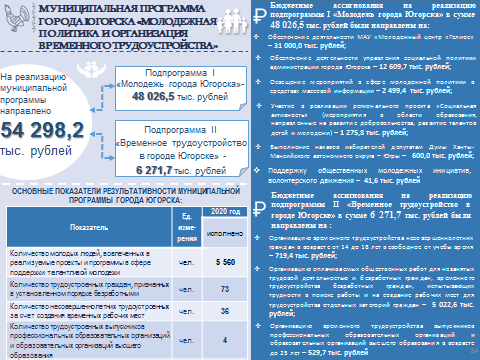 МУНИЦИПАЛЬНАЯ ПРОГРАММА
ГОРОДА ЮГОРСКА «МОЛОДЕЖНАЯ
ПОЛИТИКА И ОРГАНИЗАЦИЯ
ВРЕМЕННОГО ТРУДОУСТРОЙСТВА»
На реализацию
муниципальной
программы
направлено
54 298,2
тыс. рублей
Подпрограмма I
«Молодежь города Югорска»-
48 026,5 тыс. рублей
Подпрограмма II
«Временное трудоустройство
в городе Югорске» -
6 271,7 тыс. рублей
ОСНОВНЫЕ ПОКАЗАТЕЛИ РЕЗУЛЬТИВНОСТИ МУНИЦИПАЛЬНОЙ
ПРОГРАММЫ ГОРОДА ЮГОРСКА:
Показатель
Ед.
изме-
рения
2020 год
исполнено
Количество молодых людей, вовлеченных в
реализуемые проекты и программы в сфере
поддержки талантливой молодежи
чел.
5 560
Количество трудоустроенных граждан, признанных
в установленном порядке безработными
чел.
73
Количество несовершеннолетних трудоустроенных
за счет создания временных рабочих мест
чел.
36
Количество трудоустроенных выпускников
профессиональных образовательных организаций
и образовательных организаций высшего
образования
чел.
4
Бюджетные ассигнования на реализацию
подпрограммы I «Молодежь города Югорска» в сумме
48 026,5 тыс. рублей были направлены на:
Обеспечение деятельности МАУ «Молодежный центр «Гелиос»
– 31 000,0 тыс. рублей;
Обеспечение деятельности управления социальной политики
администрации города Югорска – 12 609,7 тыс. рублей;
Освещение мероприятий в сфере молодежной политики в
средствах массовой информации – 2 499,4 тыс. рублей;
Участие в реализации регионального проекта «Социальная
активность» (мероприятия в области образования,
направленные на развитие добровольчества, развитие талантов
детей и молодежи) – 1 275,8 тыс. рублей;
Выполнение наказов избирателей депутатам Думы Ханты-
Мансийского автономного округа – Югры – 600,0 тыс. рублей;
Поддержку общественных молодежных инициатив,
волонтерского движения – 41,6 тыс. рублей
Бюджетные ассигнования на реализацию
подпрограммы II «Временное трудоустройство в
городе Югорске» в сумме 6 271,7 тыс. рублей были
направлены на :
Организацию временного трудоустройства несовершеннолетних
граждан в возрасте от 14 до 18 лет в свободное от учебы время
– 719,4 тыс. рублей;
Организацию оплачиваемых общественных работ для незанятых
трудовой деятельностью и безработных граждан, временного
трудоустройства безработных граждан, испытывающих
трудности в поиске работы и на создание рабочих мест для
трудоустройства отдельных категорий граждан – 5 022,6 тыс.
рублей;
Организацию временного трудоустройства выпускников
профессиональных образовательных организаций и
образовательных организаций высшего образования в возрасте
до 25 лет – 529,7 тыс. рублей